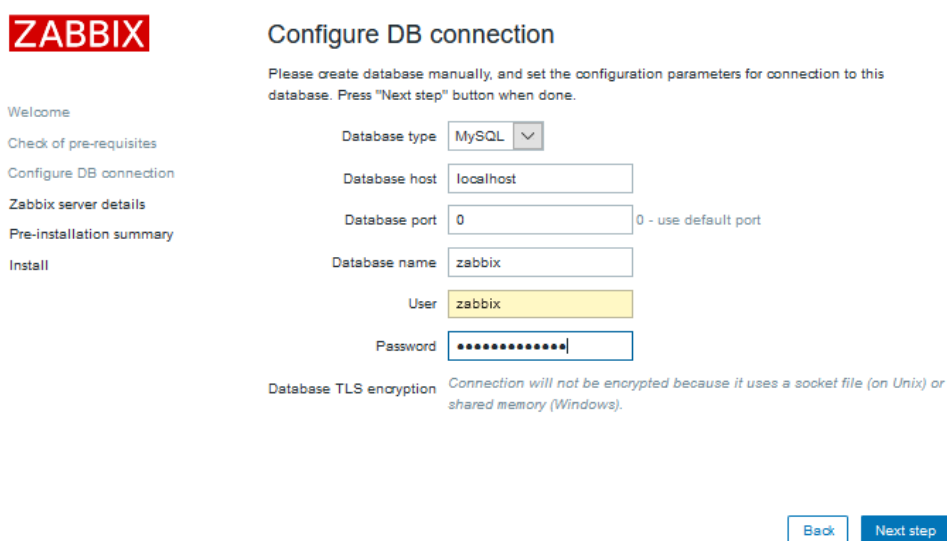 ZABBIX
Welcome
Check of pre-requisites
Configure DB connection
Zabbix server details
Pre-installation summary
Install
Configure DB connection
Please create database manually, and set the configuration parameters for connection to this
database. Press "Next step" button when done.
Database type MySQL
Database host localhost
Database port 0 0 - use default port
Database name zabbix
User zabbix
Password •••••••••••••
Database TLS encryption Connection will not be encrypted because it uses a socket file (on Unix) or
shared memory (Windows).
Back Next step